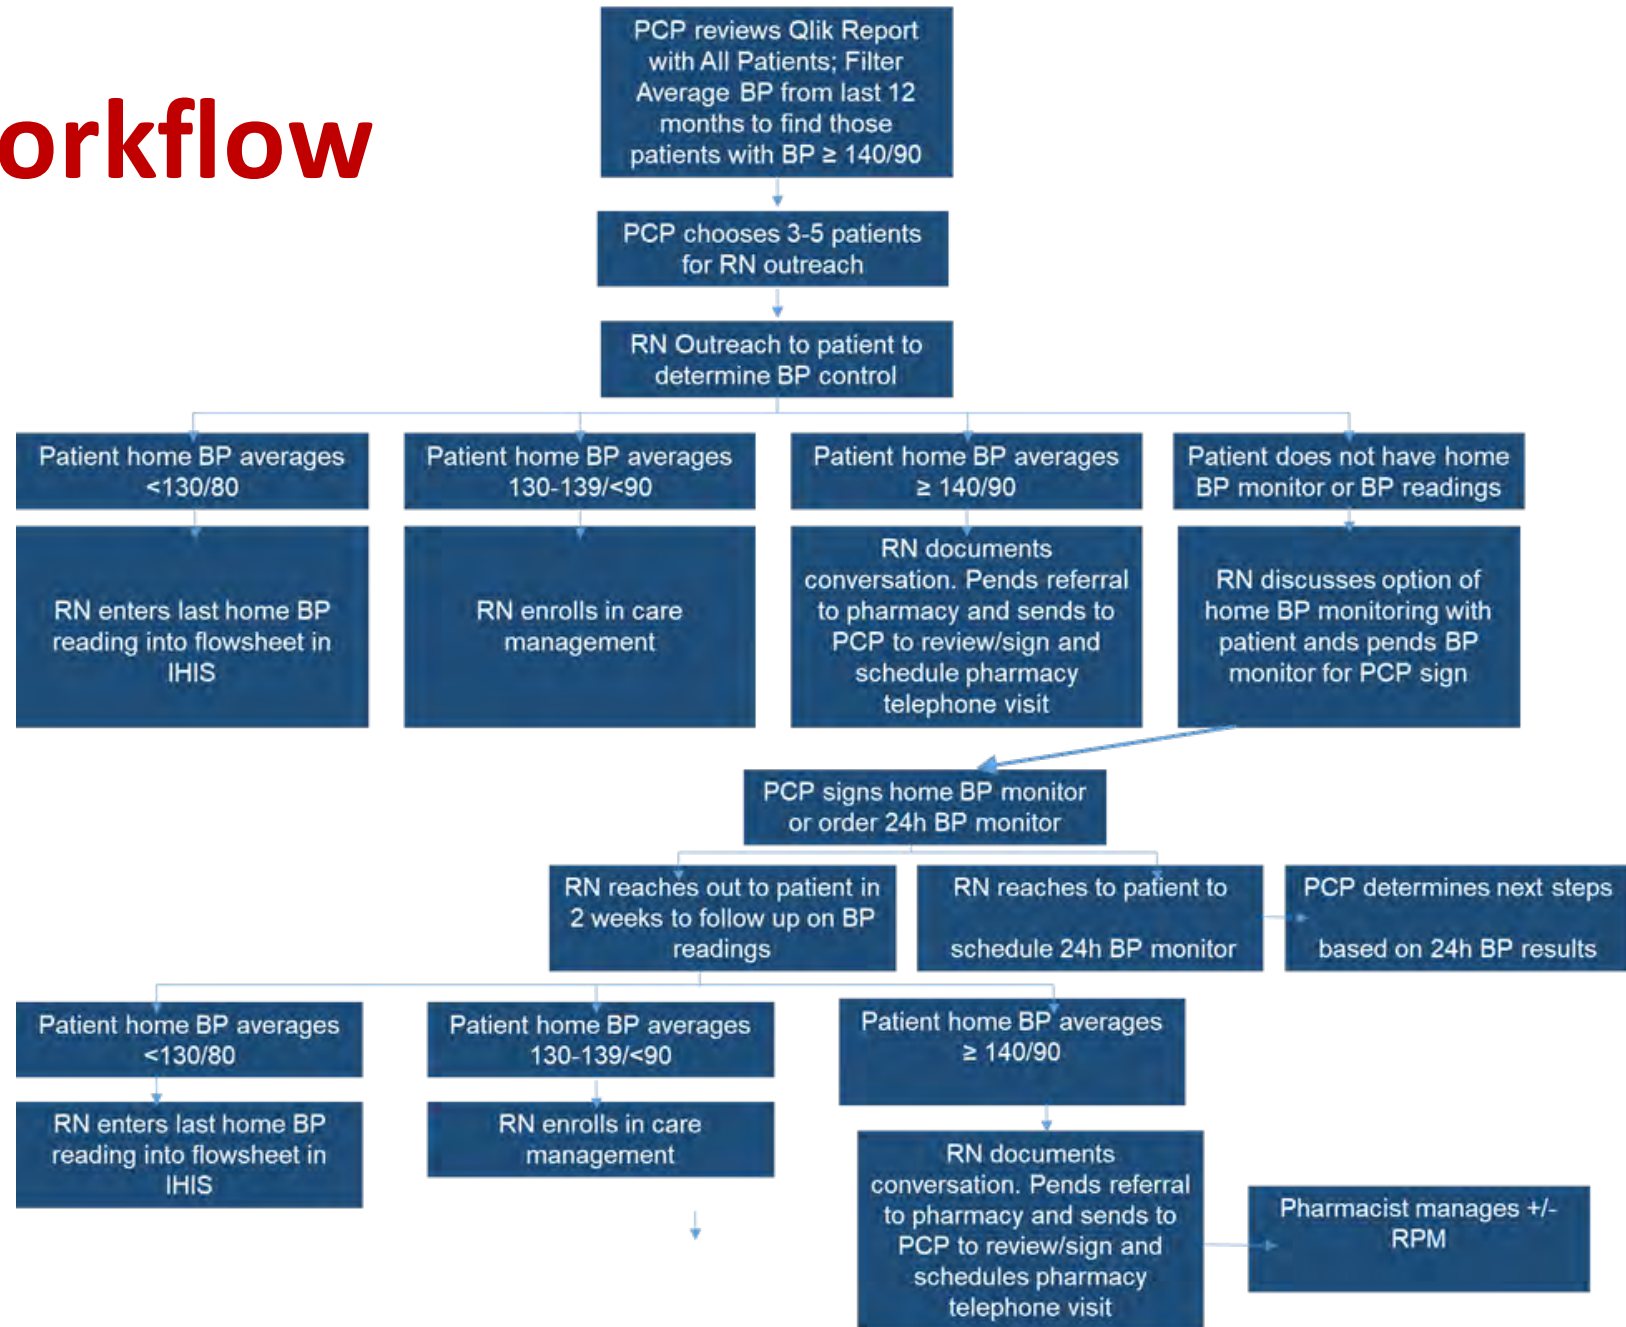 orkflow
PCP reviews Qlik Report
with All Patients; Filter
Average BP from last 12
months to find those
patients with BP ≥ 140/90
PCP chooses 3-5 patients
for RN outreach
RN Outreach to patient to
determine BP control
Patient home BP averages
<130/80
Patient home BP averages
130-139/<90
Patient home BP averages
≥ 140/90
Patient does not have home
BP monitor or BP readings
RN enters last home BP
reading into flowsheet in
IHIS
RN enrolls in care
management
RN documents
conversation. Pends referral
to pharmacy and sends to
PCP to review/sign and
schedule pharmacy
telephone visit
RN discusses option of
home BP monitoring with
patient ands pends BP
monitor for PCP sign
PCP signs home BP monitor
or order 24h BP monitor
RN reaches out to patient in
2 weeks to follow up on BP
readings
RN reaches to patient to
schedule 24h BP monitor
PCP determines next steps
based on 24h BP results
Patient home BP averages
<130/80
Patient home BP averages
130-139/<90
Patient home BP averages
≥ 140/90
RN enters last home BP
reading into flowsheet in
IHIS
RN enrolls in care
management
RN documents
conversation. Pends referral
to pharmacy and sends to
PCP to review/sign and
schedules pharmacy
telephone visit
Pharmacist manages +/-
RPM